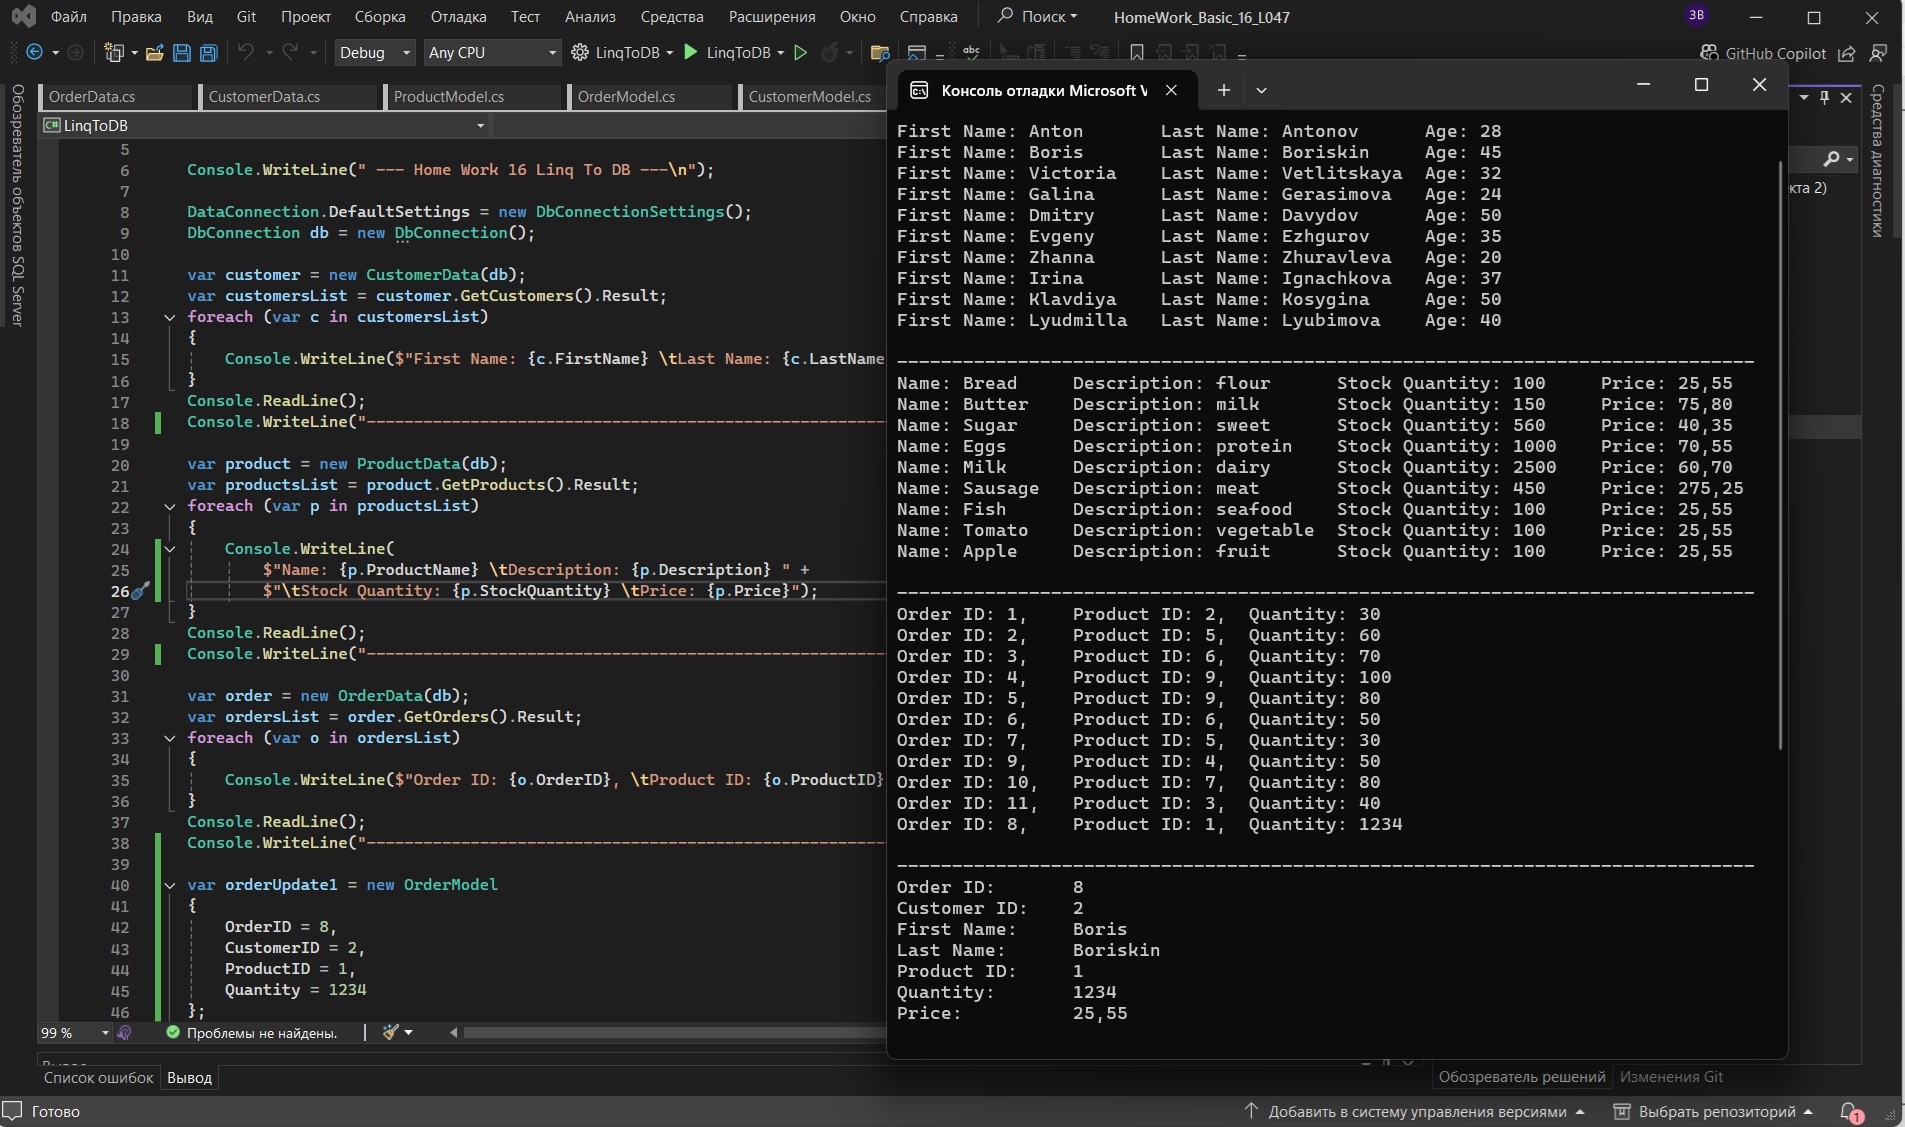 Файл Правка Вид Git Проект Сборка Отладка Тест Анализ Средства Расширения Окно Справка Поиск HomeWork_Basic_16_L047 ЗВ
Debug Any CPU LinqToDB LinqToDB GitHub Copilot
Обозреватель объектов SQL Server
OrderData.cs CustomerData.cs ProductModel.cs OrderModel.cs CustomerModel.cs
C# LinqToDB
5
6 Console.WriteLine(" --- Home Work 16 Linq To DB ---\n");
7
8 DataConnection.DefaultSettings = new DbConnectionSettings();
9 DbConnection db = new DbConnection();
10
11 var customer = new CustomerData(db);
12 var customersList = customer.GetCustomers().Result;
13 foreach (var c in customersList)
14 {
15 Console.WriteLine($"First Name: {c.FirstName} \tLast Name: {c.LastName
16 }
17 Console.ReadLine();
18 Console.WriteLine("--------------------------------------------------------
19
20 var product = new ProductData(db);
21 var productsList = product.GetProducts().Result;
22 foreach (var p in productsList)
23 {
24 Console.WriteLine(
25 $"Name: {p.ProductName} \tDescription: {p.Description} " +
26 $"\tStock Quantity: {p.StockQuantity} \tPrice: {p.Price}");
27 }
28 Console.ReadLine();
29 Console.WriteLine("--------------------------------------------------------
30
31 var order = new OrderData(db);
32 var ordersList = order.GetOrders().Result;
33 foreach (var o in ordersList)
34 {
35 Console.WriteLine($"Order ID: {o.OrderID}, \tProduct ID: {o.ProductID}
36 }
37 Console.ReadLine();
38 Console.WriteLine("--------------------------------------------------------
39
40 var orderUpdate1 = new OrderModel
41 {
42 OrderID = 8,
43 CustomerID = 2,
44 ProductID = 1,
45 Quantity = 1234
46 };
99 % Проблемы не найдены.
Список ошибок Вывод
Консоль отладки Microsoft V
First Name: Anton Last Name: Antonov Age: 28
First Name: Boris Last Name: Boriskin Age: 45
First Name: Victoria Last Name: Vetlitskaya Age: 32
First Name: Galina Last Name: Gerasimova Age: 24
First Name: Dmitry Last Name: Davydov Age: 50
First Name: Evgeny Last Name: Ezhgurov Age: 35
First Name: Zhanna Last Name: Zhuravleva Age: 20
First Name: Irina Last Name: Ignachkova Age: 37
First Name: Klavdiya Last Name: Kosygina Age: 50
First Name: Lyudmilla Last Name: Lyubimova Age: 40
------------------------------------------------------------------------------
Name: Bread Description: flour Stock Quantity: 100 Price: 25,55
Name: Butter Description: milk Stock Quantity: 150 Price: 75,80
Name: Sugar Description: sweet Stock Quantity: 560 Price: 40,35
Name: Eggs Description: protein Stock Quantity: 1000 Price: 70,55
Name: Milk Description: dairy Stock Quantity: 2500 Price: 60,70
Name: Sausage Description: meat Stock Quantity: 450 Price: 275,25
Name: Fish Description: seafood Stock Quantity: 100 Price: 25,55
Name: Tomato Description: vegetable Stock Quantity: 100 Price: 25,55
Name: Apple Description: fruit Stock Quantity: 100 Price: 25,55
------------------------------------------------------------------------------
Order ID: 1, Product ID: 2, Quantity: 30
Order ID: 2, Product ID: 5, Quantity: 60
Order ID: 3, Product ID: 6, Quantity: 70
Order ID: 4, Product ID: 9, Quantity: 100
Order ID: 5, Product ID: 9, Quantity: 80
Order ID: 6, Product ID: 6, Quantity: 50
Order ID: 7, Product ID: 5, Quantity: 30
Order ID: 9, Product ID: 4, Quantity: 50
Order ID: 10, Product ID: 7, Quantity: 80
Order ID: 11, Product ID: 3, Quantity: 40
Order ID: 8, Product ID: 1, Quantity: 1234
------------------------------------------------------------------------------
Order ID: 8
Customer ID: 2
First Name: Boris
Last Name: Boriskin
Product ID: 1
Quantity: 1234
Price: 25,55
кта 2)
Средства диагностики
Обозреватель решений Изменения Git
Готово Добавить в систему управления версиями Выбрать репозиторий 1